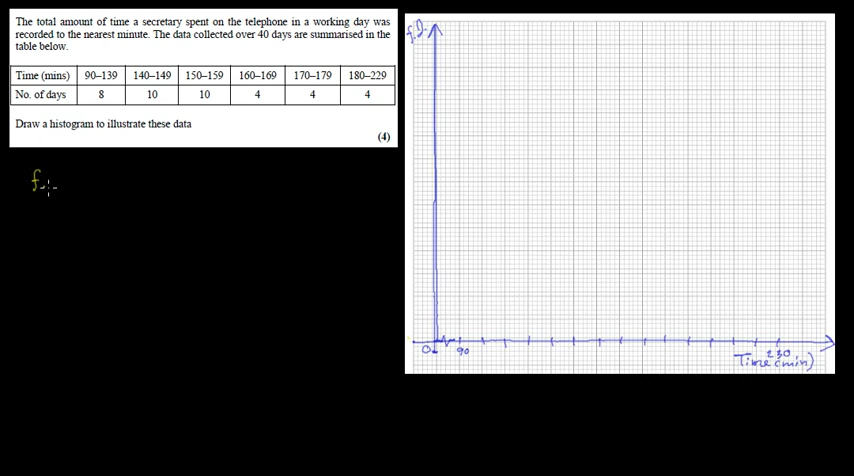 The total amount of time a secretary spent on the telephone in a working day was
recorded to the nearest minute. The data collected over 40 days are summarised in the
table below.
Time (mins) 90–139 140–149 150–159 160–169 170–179 180–229
No. of days 8 10 10 4 4 4
Draw a histogram to illustrate these data
(4)
f.
f.d.
0 90 230
Time (min)